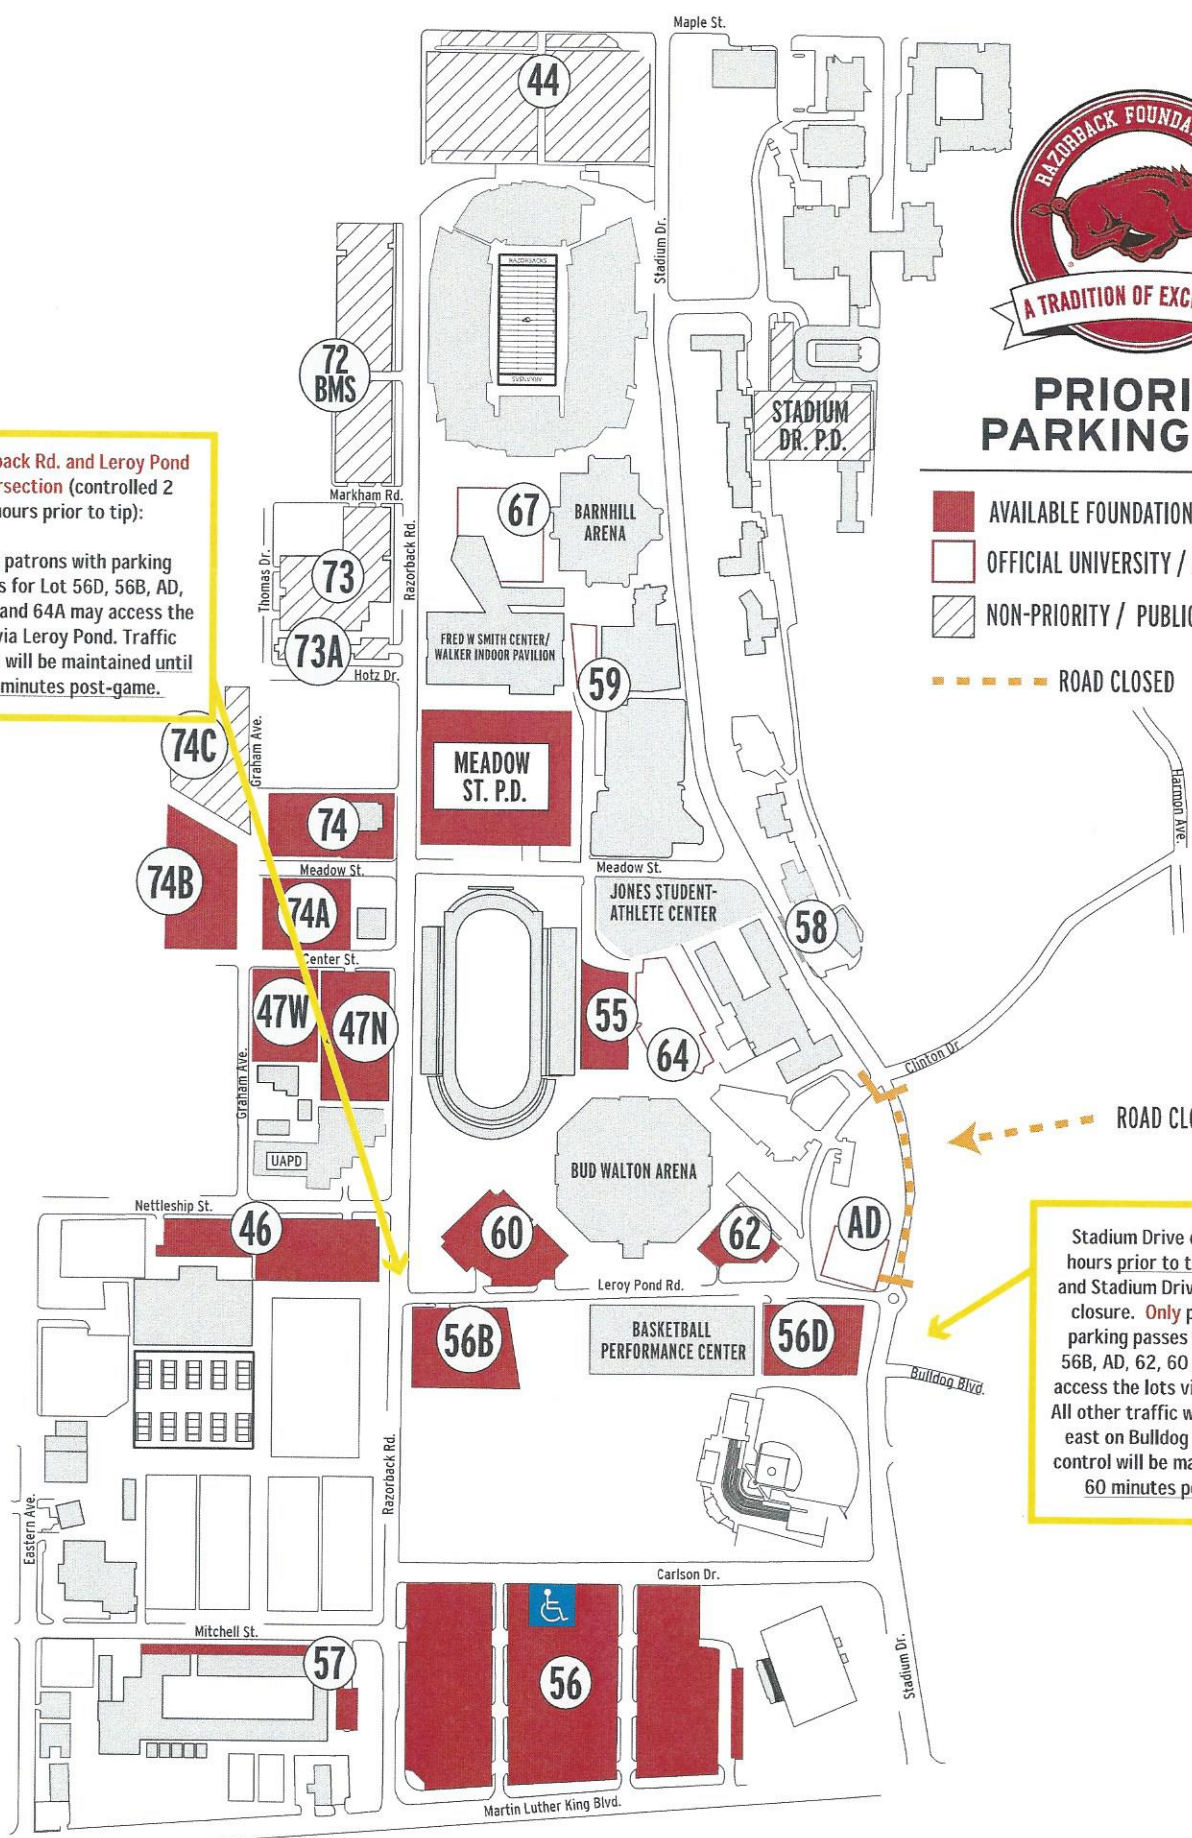 Maple St.
44
RAZORBACK FOUNDA
A TRADITION OF EXC
PRIORI
PARKING
AVAILABLE FOUNDATION
OFFICIAL UNIVERSITY /
NON-PRIORITY / PUBLIC
ROAD CLOSED
Stadium Dr.
RAZORBACKS
ARKANSAS
72
BMS
STADIUM
DR. P.D.
back Rd. and Leroy Pond
rsection (controlled 2
hours prior to tip):
patrons with parking
s for Lot 56D, 56B, AD,
and 64A may access the
via Leroy Pond. Traffic
will be maintained until
minutes post-game.
Markham Rd.
67
BARNHILL
ARENA
Razorback Rd.
Thomas Dr.
73
73A
Hotz Dr.
FRED W SMITH CENTER/
WALKER INDOOR PAVILION
59
74C
Graham Ave.
MEADOW
ST. P.D.
Harmon Ave.
74
Meadow St.
Meadow St.
74B
74A
JONES STUDENT-
ATHLETE CENTER
58
Center St.
47W
47N
55
64
Clinton Dr
Graham Ave.
ROAD CLO
UAPD
BUD WALTON ARENA
Nettleship St.
46
60
62
AD
Leroy Pond Rd.
Stadium Drive
hours prior to t
and Stadium Driv
closure. Only p
parking passes
56B, AD, 62, 60
access the lots vi
All other traffic w
east on Bulldog
control will be ma
60 minutes p
56B
BASKETBALL
PERFORMANCE CENTER
56D
Bulldog Blvd.
Razorback Rd.
Eastern Ave.
Carlson Dr.
Mitchell St.
57
56
Stadium Dr.
Martin Luther King Blvd.